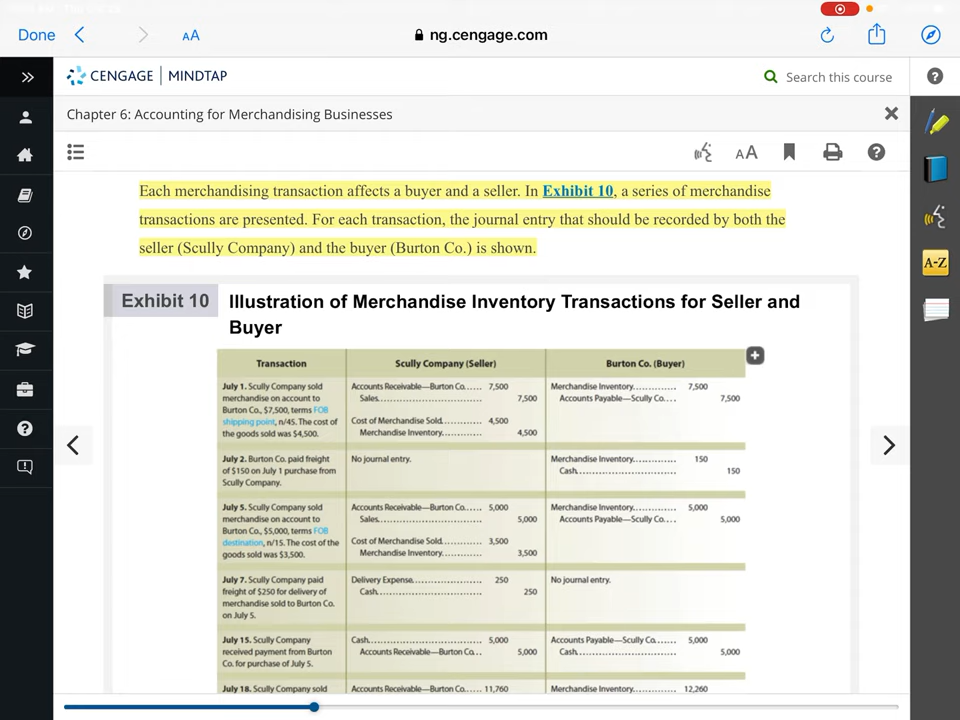 Done
AA
ng.cengage.com
CENGAGE | MINDTAP
Search this course
Chapter 6: Accounting for Merchandising Businesses
AA
Each merchandising transaction affects a buyer and a seller. In Exhibit 10, a series of merchandise
transactions are presented. For each transaction, the journal entry that should be recorded by both the
seller (Scully Company) and the buyer (Burton Co.) is shown.
A-Z
Exhibit 10
Illustration of Merchandise Inventory Transactions for Seller and
Buyer
Transaction
Scully Company (Seller)
Burton Co. (Buyer)
July 1. Scully Company sold
merchandise on account to
Burton Co., $7,500, terms FOB
shipping point, n/45. The cost of
the goods sold was $4,500.
Accounts Receivable—Burton Co...... 7,500
Sales.................................... 7,500
Cost of Merchandise Sold............ 4,500
Merchandise Inventory............ 4,500
Merchandise Inventory............. 7,500
Accounts Payable—Scully Co.... 7,500
July 2. Burton Co. paid freight
of $150 on July 1 purchase from
Scully Company.
No journal entry.
Merchandise Inventory............. 150
Cash................................ 150
July 5. Scully Company sold
merchandise on account to
Burton Co., $5,000, terms FOB
destination, n/15. The cost of the
goods sold was $3,500.
Accounts Receivable—Burton Co...... 5,000
Sales.................................... 5,000
Cost of Merchandise Sold............ 3,500
Merchandise Inventory............ 3,500
Merchandise Inventory............. 5,000
Accounts Payable—Scully Co.... 5,000
July 7. Scully Company paid
freight of $250 for delivery of
merchandise sold to Burton Co.
on July 5.
Delivery Expense..................... 250
Cash.................................... 250
No journal entry.
July 15. Scully Company
received payment from Burton
Co. for purchase of July 5.
Cash.................................... 5,000
Accounts Receivable—Burton Co... 5,000
Accounts Payable—Scully Co....... 5,000
Cash................................ 5,000
July 18. Scully Company sold
Accounts Receivable—Burton Co...... 11,760
Merchandise Inventory............. 12,260